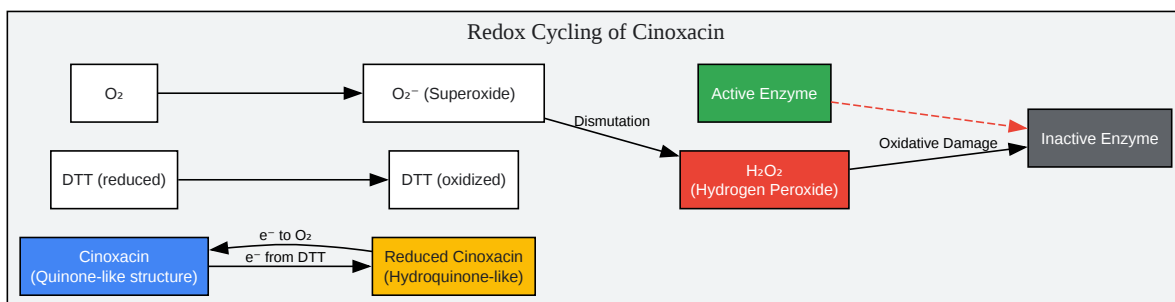 Redox Cycling of Cinoxacin
O₂
O₂⁻ (Superoxide)
Active Enzyme
Dismutation
Inactive Enzyme
Oxidative Damage
DTT (reduced)
DTT (oxidized)
H₂O₂
(Hydrogen Peroxide)
e⁻ to O₂
Cinoxacin
(Quinone-like structure)
e⁻ from DTT
Reduced Cinoxacin
(Hydroquinone-like)